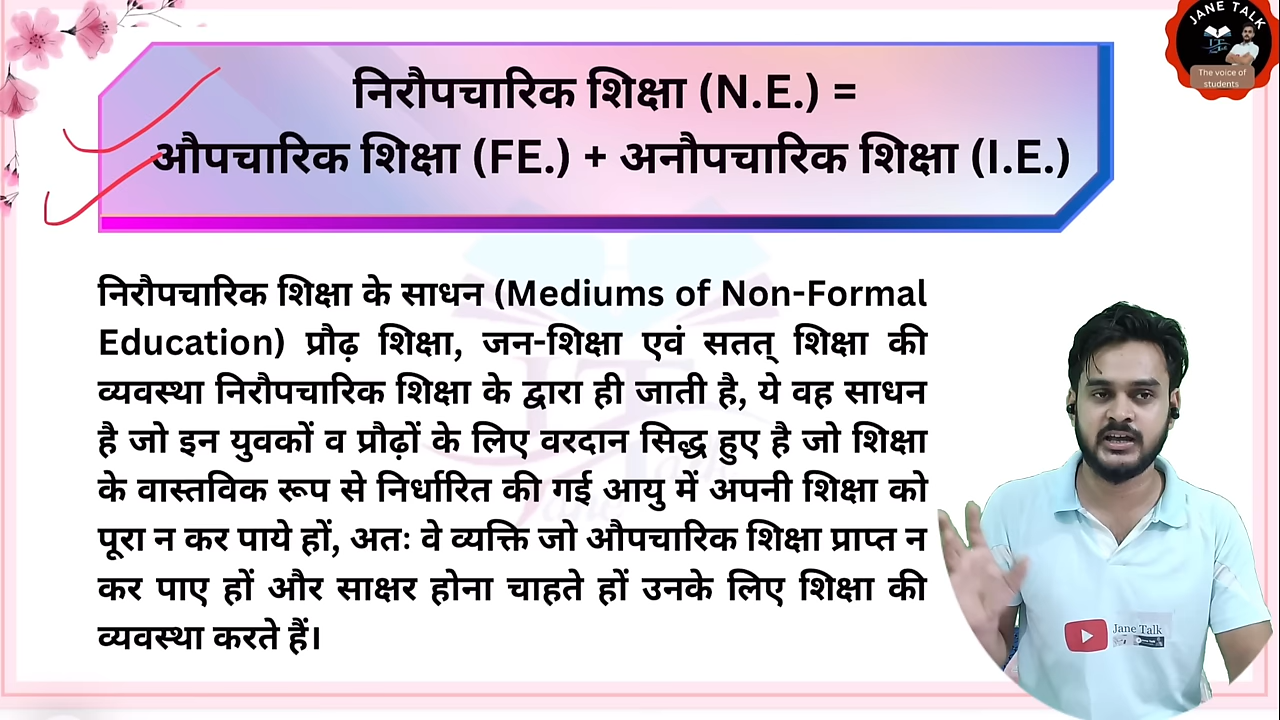 JANE TALK
The voice of
students
निरौपचारिक शिक्षा (N.E.) =
औपचारिक शिक्षा (FE.) + अनौपचारिक शिक्षा (I.E.)
निरौपचारिक शिक्षा के साधन (Mediums of Non-Formal
Education) प्रौढ़ शिक्षा, जन-शिक्षा एवं सतत् शिक्षा की
व्यवस्था निरौपचारिक शिक्षा के द्वारा ही जाती है, ये वह साधन
है जो इन युवकों व प्रौढ़ों के लिए वरदान सिद्ध हुए है जो शिक्षा
के वास्तविक रूप से निर्धारित की गई आयु में अपनी शिक्षा को
पूरा न कर पाये हों, अतः वे व्यक्ति जो औपचारिक शिक्षा प्राप्त न
कर पाए हों और साक्षर होना चाहते हों उनके लिए शिक्षा की
व्यवस्था करते हैं।
Jane Talk